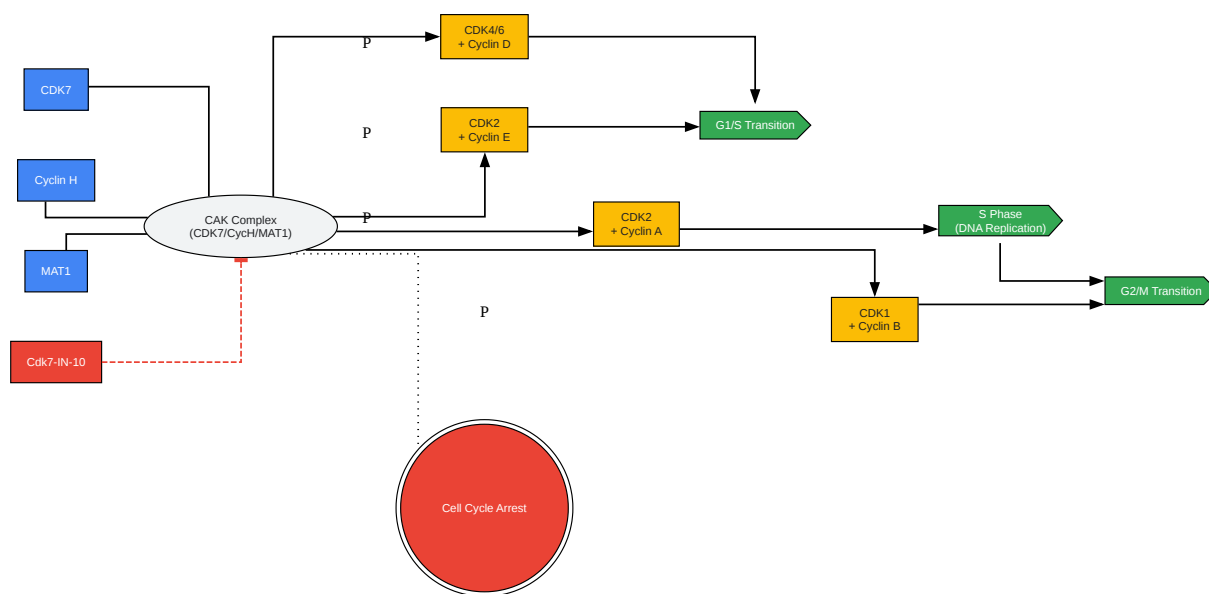 CDK4/6
+ Cyclin D
P
CDK7
CDK2
+ Cyclin E
G1/S Transition
P
Cyclin H
CAK Complex
(CDK7/CycH/MAT1)
P
CDK2
+ Cyclin A
S Phase
(DNA Replication)
MAT1
G2/M Transition
P
CDK1
+ Cyclin B
Cdk7-IN-10
Cell Cycle Arrest